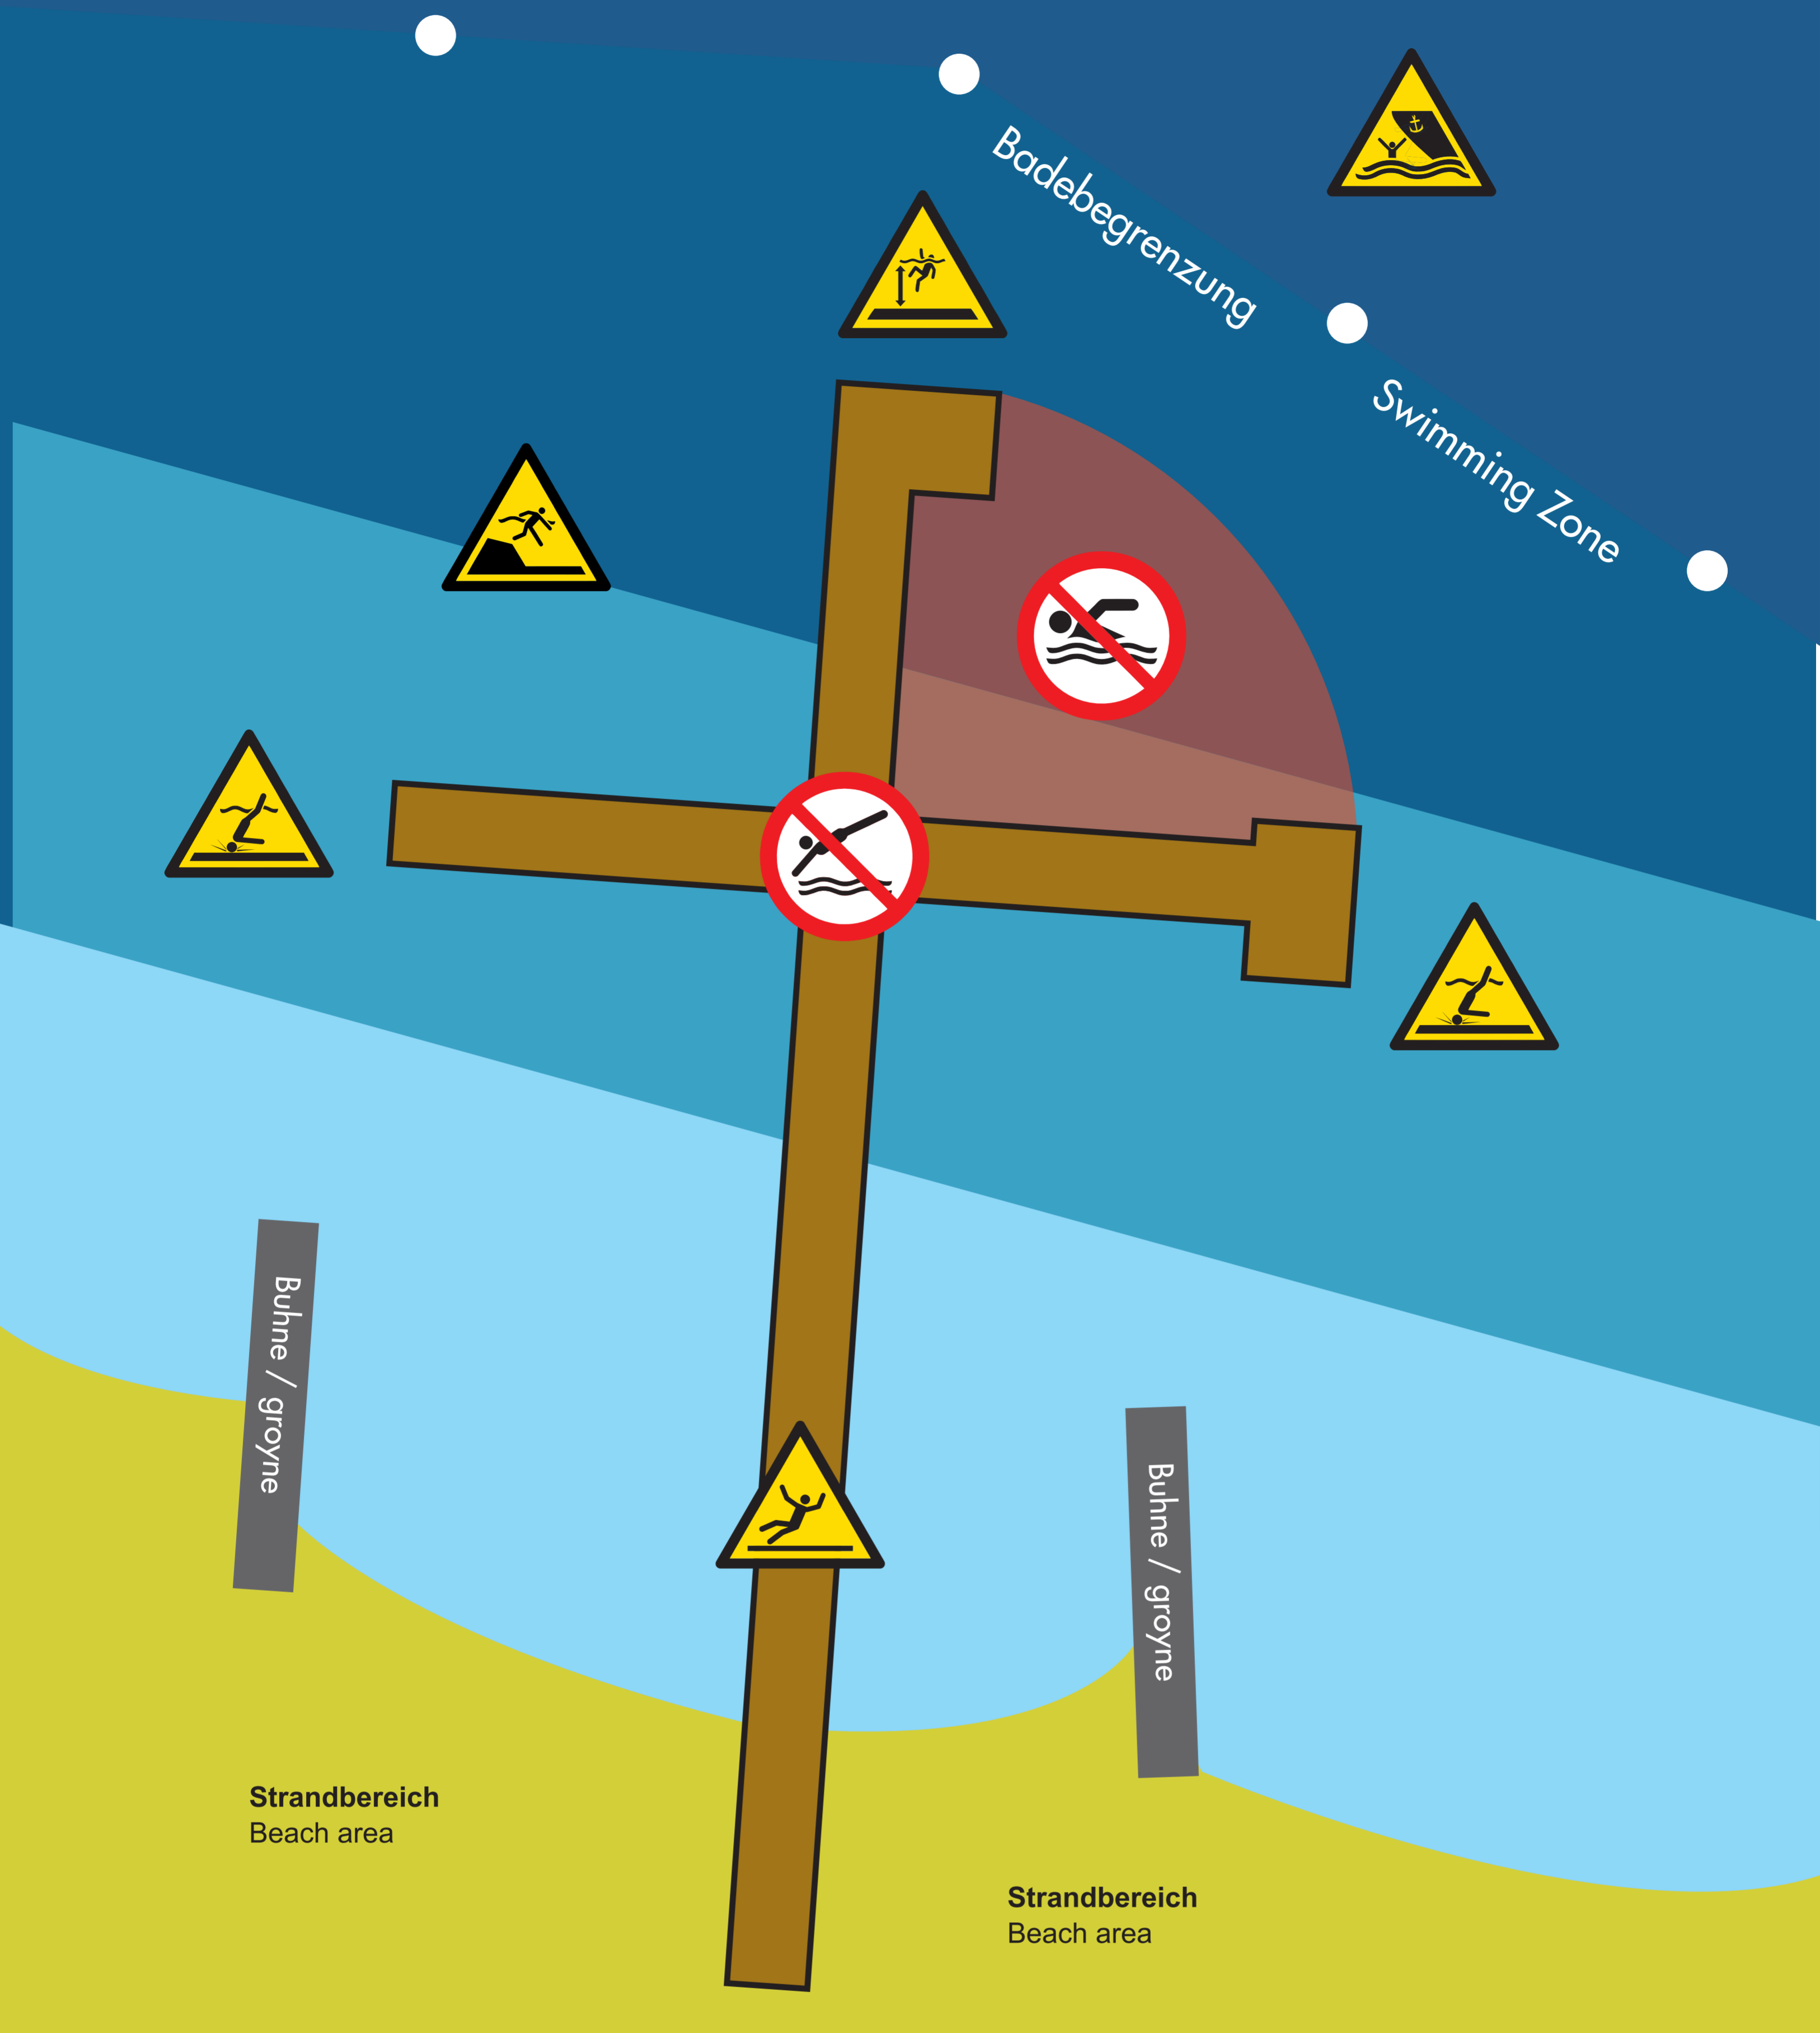 Badebegrenzung
Swimming Zone
Buhne / groyne
Buhne / groyne
Strandbereich
Beach area
Strandbereich
Beach area